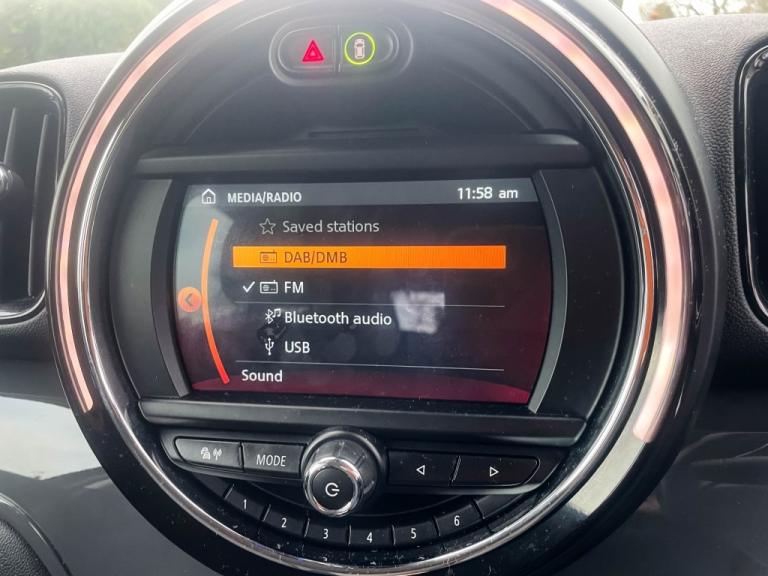 MEDIA/RADIO 11:58 am
Saved stations
DAB/DMB
FM
Bluetooth audio
USB
Sound
MODE
1 2 3 4 5 6